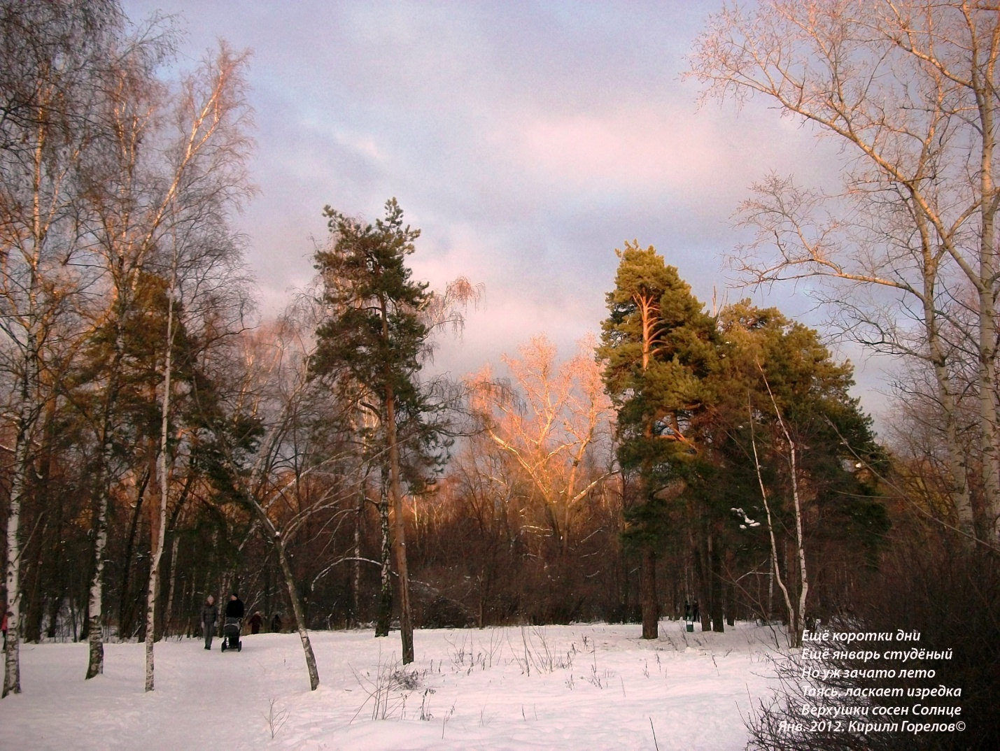 Ещё коротки дни
Ещё январь студёный
Но уж зачато лето
Таясь, ласкает изредка
Верхушки сосен Солнце
Янв. 2012. Кирилл Горелов©